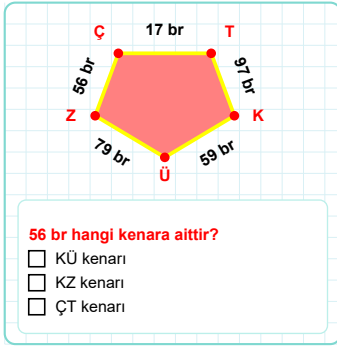 17 br
Ç
T
56 br
97 br
Z
K
79 br
59 br
Ü
56 br hangi kenara aittir?
KÜ kenarı
KZ kenarı
ÇT kenarı